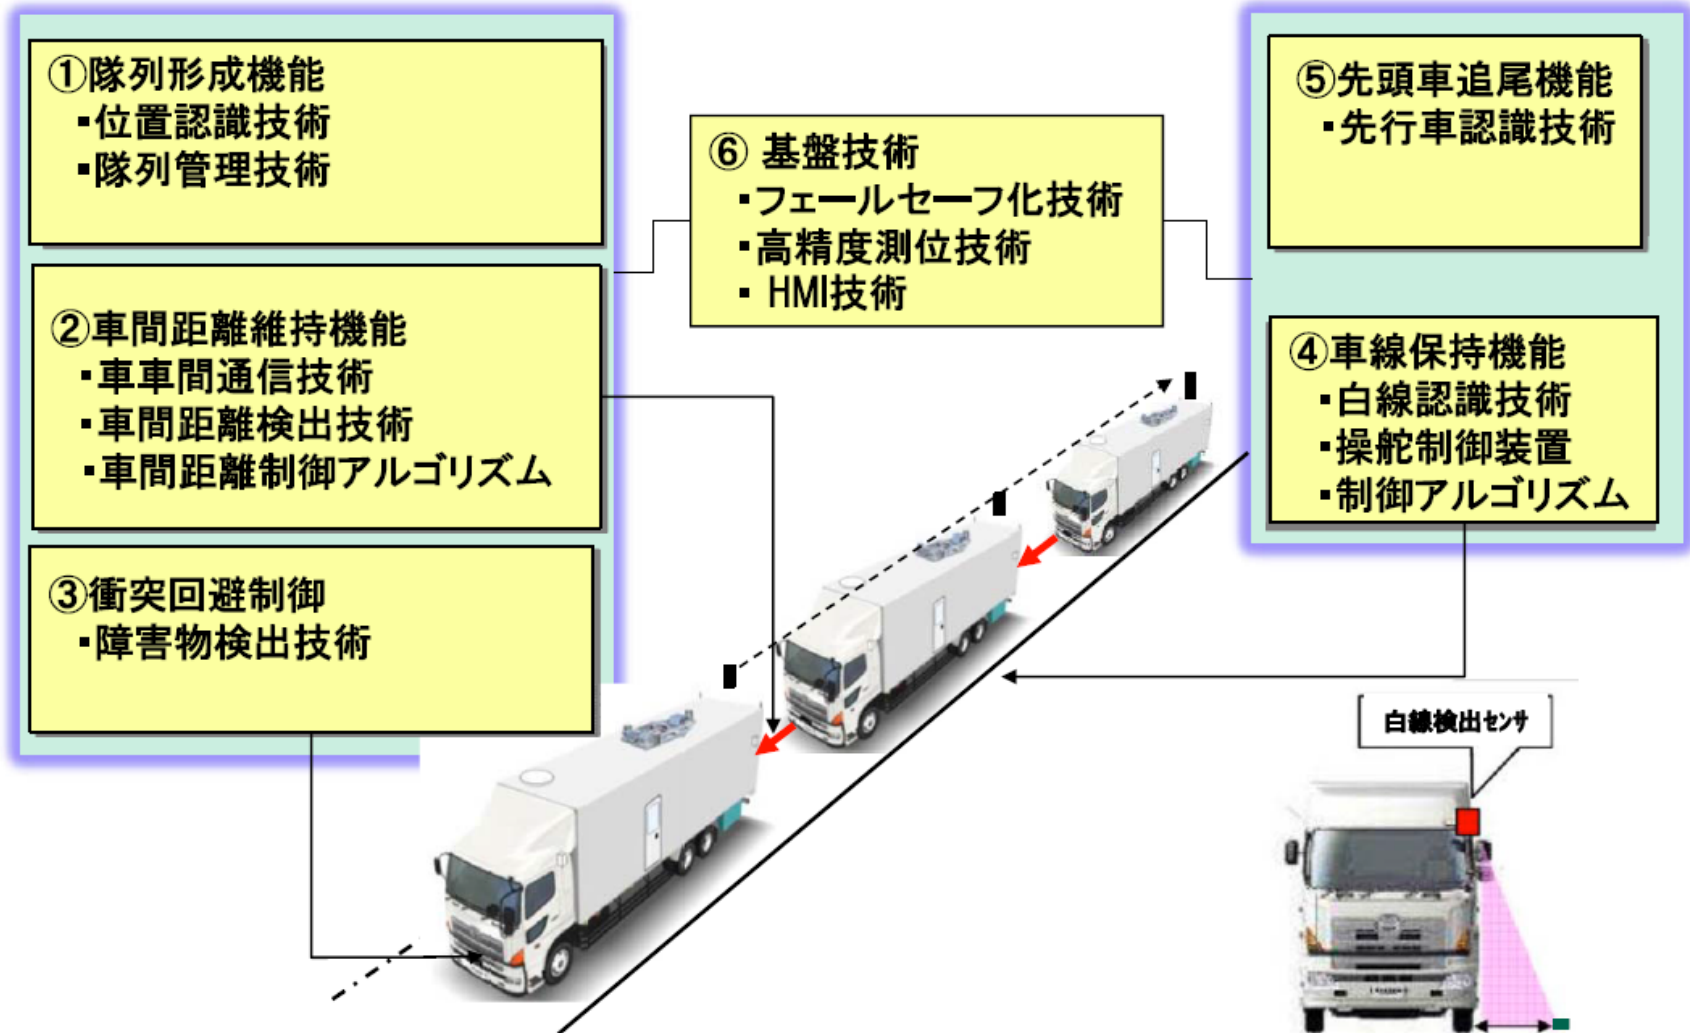 ①隊列形成機能
▪位置認識技術
▪隊列管理技術
②車間距離維持機能
▪車車間通信技術
▪車間距離検出技術
▪車間距離制御アルゴリズム
③衝突回避制御
▪障害物検出技術
⑥ 基盤技術
▪フェールセーフ化技術
▪高精度測位技術
▪ HMI技術
⑤先頭車追尾機能
▪先行車認識技術
④車線保持機能
▪白線認識技術
▪操舵制御装置
▪制御アルゴリズム
白線検出センサ